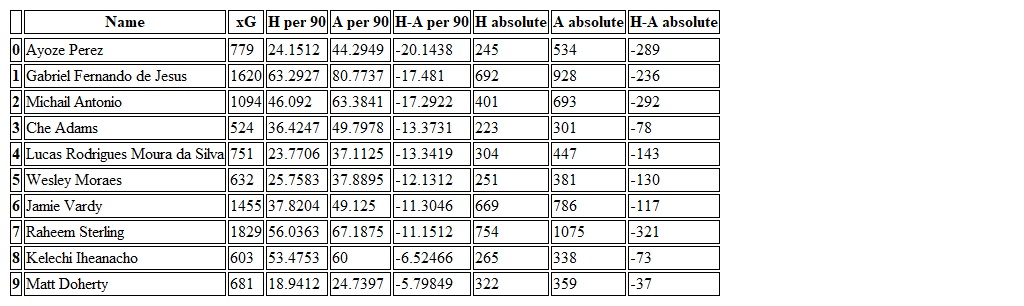 Name xG H per 90 A per 90 H-A per 90 H absolute A absolute H-A absolute
0 Ayoze Perez 779 24.1512 44.2949 -20.1438 245 534 -289
1 Gabriel Fernando de Jesus 1620 63.2927 80.7737 -17.481 692 928 -236
2 Michail Antonio 1094 46.092 63.3841 -17.2922 401 693 -292
3 Che Adams 524 36.4247 49.7978 -13.3731 223 301 -78
4 Lucas Rodrigues Moura da Silva 751 23.7706 37.1125 -13.3419 304 447 -143
5 Wesley Moraes 632 25.7583 37.8895 -12.1312 251 381 -130
6 Jamie Vardy 1455 37.8204 49.125 -11.3046 669 786 -117
7 Raheem Sterling 1829 56.0363 67.1875 -11.1512 754 1075 -321
8 Kelechi Iheanacho 603 53.4753 60 -6.52466 265 338 -73
9 Matt Doherty 681 18.9412 24.7397 -5.79849 322 359 -37